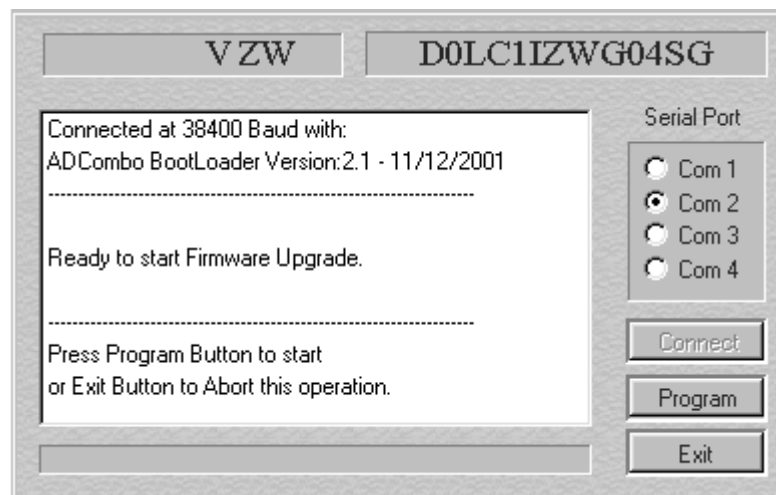 VZW
D0LC1IZWG04SG
Connected at 38400 Baud with:
ADCombo BootLoader Version:2.1 - 11/12/2001
--------------------------------------------------------------------------
Ready to start Firmware Upgrade.
--------------------------------------------------------------------------
Press Program Button to start
or Exit Button to Abort this operation.
Serial Port
Com 1
Com 2
Com 3
Com 4
Connect
Program
Exit